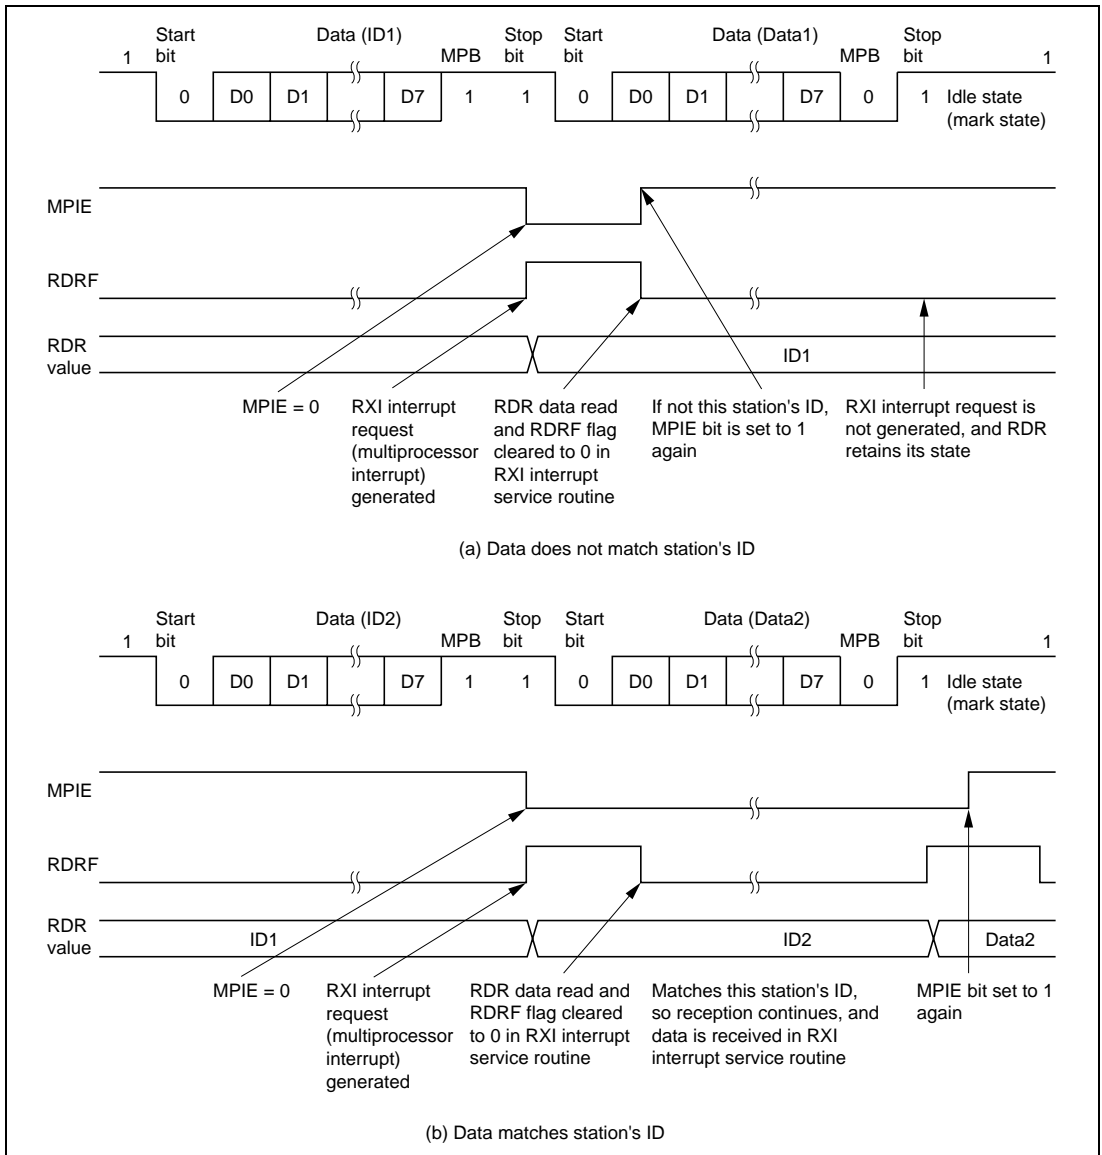 Start Data (ID1) Stop Start Data (Data1) Stop
1 bit MPB bit bit MPB bit 1
0 D0 D1 D7 1 1 0 D0 D1 D7 0 1 Idle state
(mark state)
MPIE
RDRF
RDR
value
ID1
MPIE = 0
RXI interrupt
request
(multiprocessor
interrupt)
generated
RDR data read
and RDRF flag
cleared to 0 in
RXI interrupt
service routine
If not this station's ID,
MPIE bit is set to 1
again
RXI interrupt request is
not generated, and RDR
retains its state
(a) Data does not match station's ID
Start Data (ID2) Stop Start Data (Data2) Stop
1 bit MPB bit bit MPB bit 1
0 D0 D1 D7 1 1 0 D0 D1 D7 0 1 Idle state
(mark state)
MPIE
RDRF
RDR
value
ID1 ID2 Data2
MPIE = 0
RXI interrupt
request
(multiprocessor
interrupt)
generated
RDR data read and
RDRF flag cleared
to 0 in RXI interrupt
service routine
Matches this station's ID,
so reception continues, and
data is received in RXI
interrupt service routine
MPIE bit set to 1
again
(b) Data matches station's ID